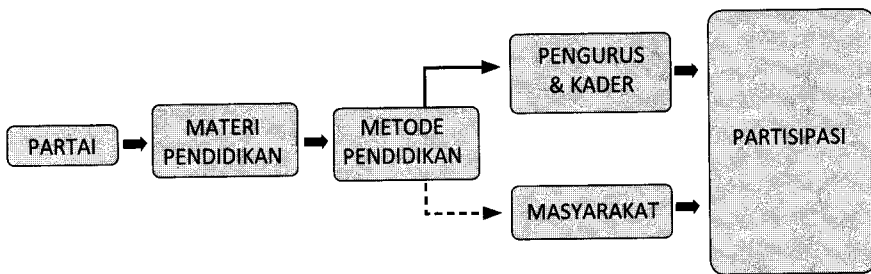 PARTAI
MATERI
PENDIDIKAN
METODE
PENDIDIKAN
PENGURUS
& KADER
MASYARAKAT
PARTISIPASI